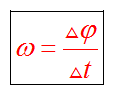 ω = △φ / △t